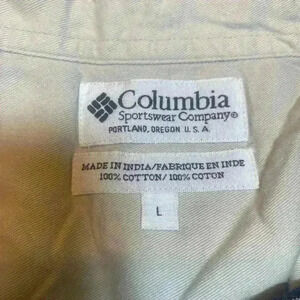 Columbia
Sportswear Company®
PORTLAND, OREGON U.S.A.
MADE IN INDIA/FABRIQUE EN INDE
100% COTTON/100% COTON
L